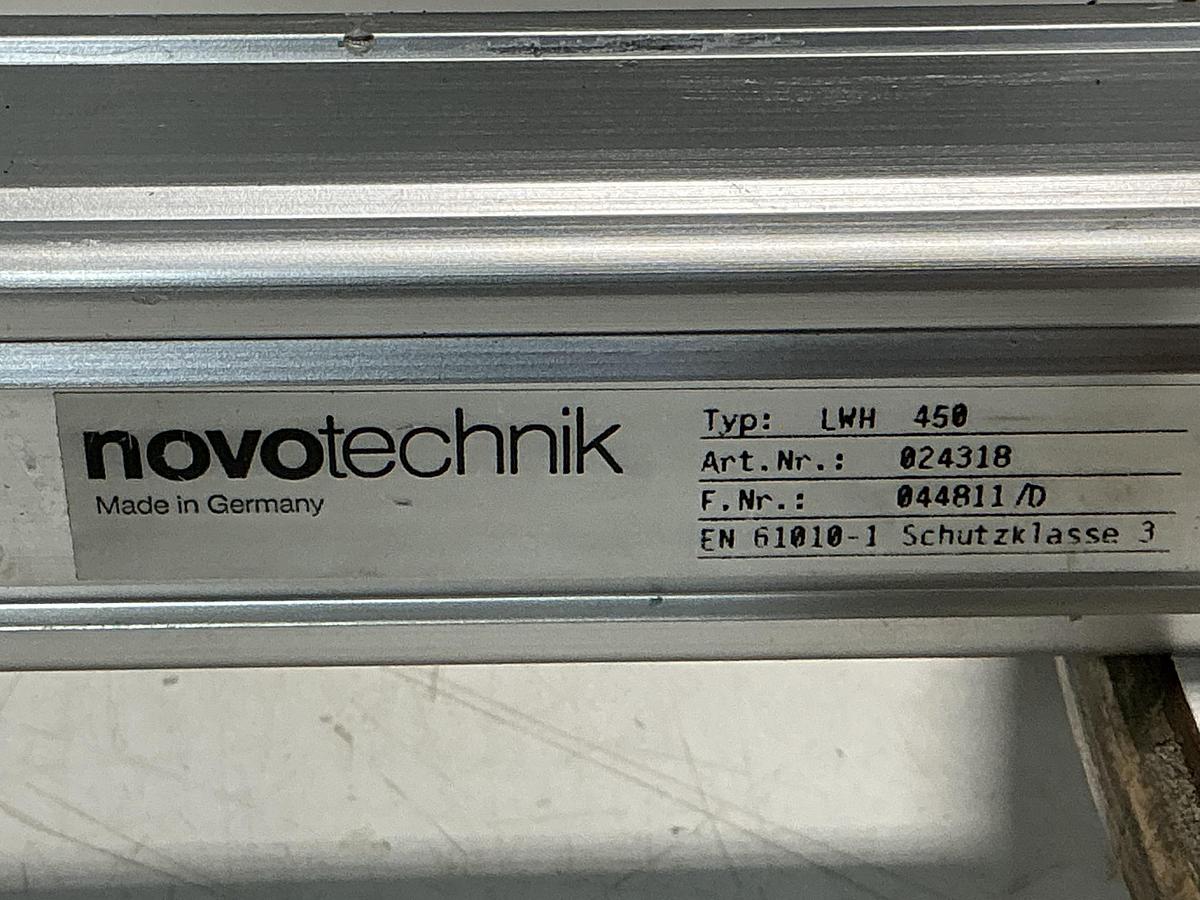 novotechnik
Made in Germany
Typ: LWH 450
Art.Nr.: 024318
F.Nr.: 044811/D
EN 61010-1 Schutzklasse 3